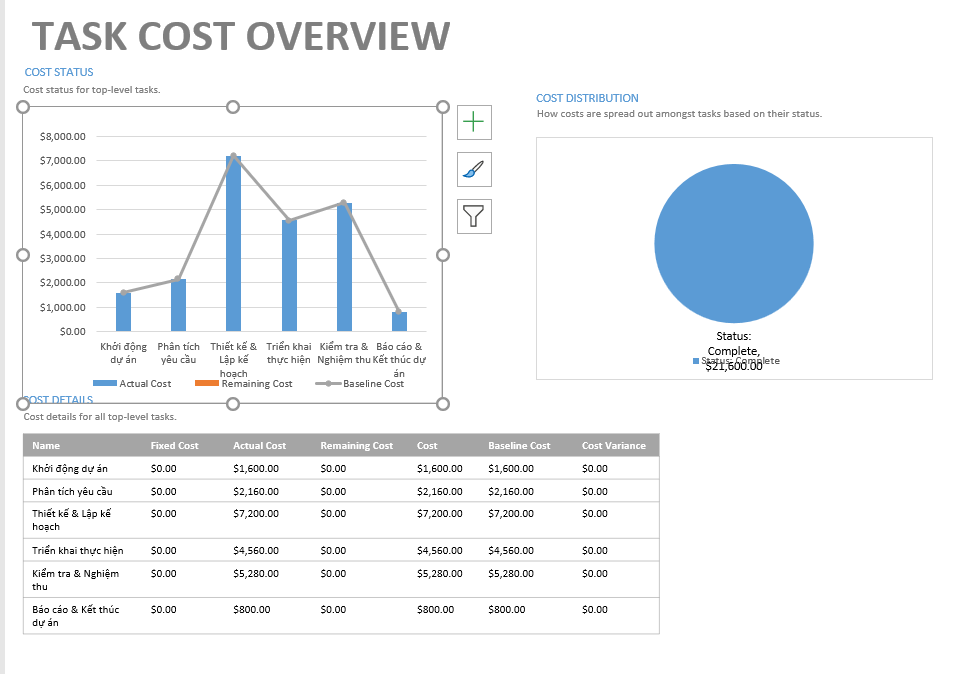 TASK COST OVERVIEW
COST STATUS
Cost status for top-level tasks.
$8,000.00
$7,000.00
$6,000.00
$5,000.00
$4,000.00
$3,000.00
$2,000.00
$1,000.00
$0.00
Khởi động dự án
Phân tích yêu cầu
Thiết kế & Lập kế hoạch
Triển khai thực hiện
Kiểm tra & Nghiệm thu
Báo cáo & Kết thúc dự án
Actual Cost
Remaining Cost
Baseline Cost
COST DISTRIBUTION
How costs are spread out amongst tasks based on their status.
Status:
Complete,
$21,600.00
Status: Complete
COST DETAILS
Cost details for all top-level tasks.
Name Fixed Cost Actual Cost Remaining Cost Cost Baseline Cost Cost Variance
Khởi động dự án $0.00 $1,600.00 $0.00 $1,600.00 $1,600.00 $0.00
Phân tích yêu cầu $0.00 $2,160.00 $0.00 $2,160.00 $2,160.00 $0.00
Thiết kế & Lập kế $0.00 $7,200.00 $0.00 $7,200.00 $7,200.00 $0.00
hoạch
Triển khai thực hiện $0.00 $4,560.00 $0.00 $4,560.00 $4,560.00 $0.00
Kiểm tra & Nghiệm $0.00 $5,280.00 $0.00 $5,280.00 $5,280.00 $0.00
thu
Báo cáo & Kết thúc $0.00 $800.00 $0.00 $800.00 $800.00 $0.00
dự án